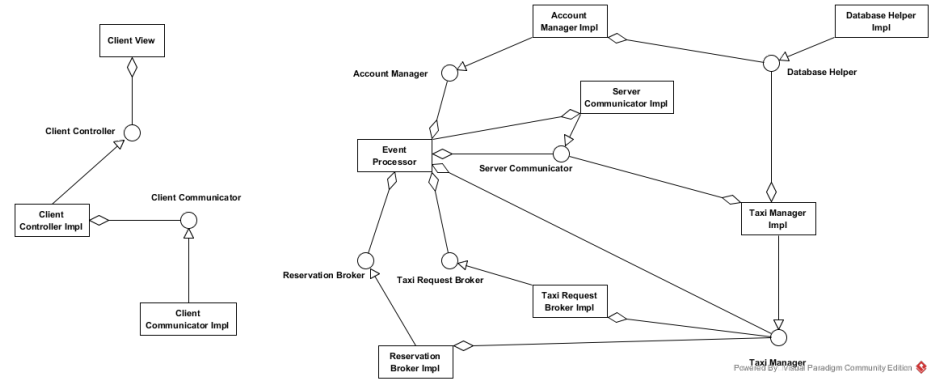 Client View
Client Controller
Client
Controller Impl
Client Communicator
Client
Communicator Impl
Account
Manager Impl
Database Helper
Impl
Account Manager
Database Helper
Server
Communicator Impl
Event
Processor
Server Communicator
Taxi Manager
Impl
Reservation Broker
Taxi Request Broker
Taxi Request
Broker Impl
Reservation
Broker Impl
Taxi Manager
Powered By Visual Paradigm Community Edition